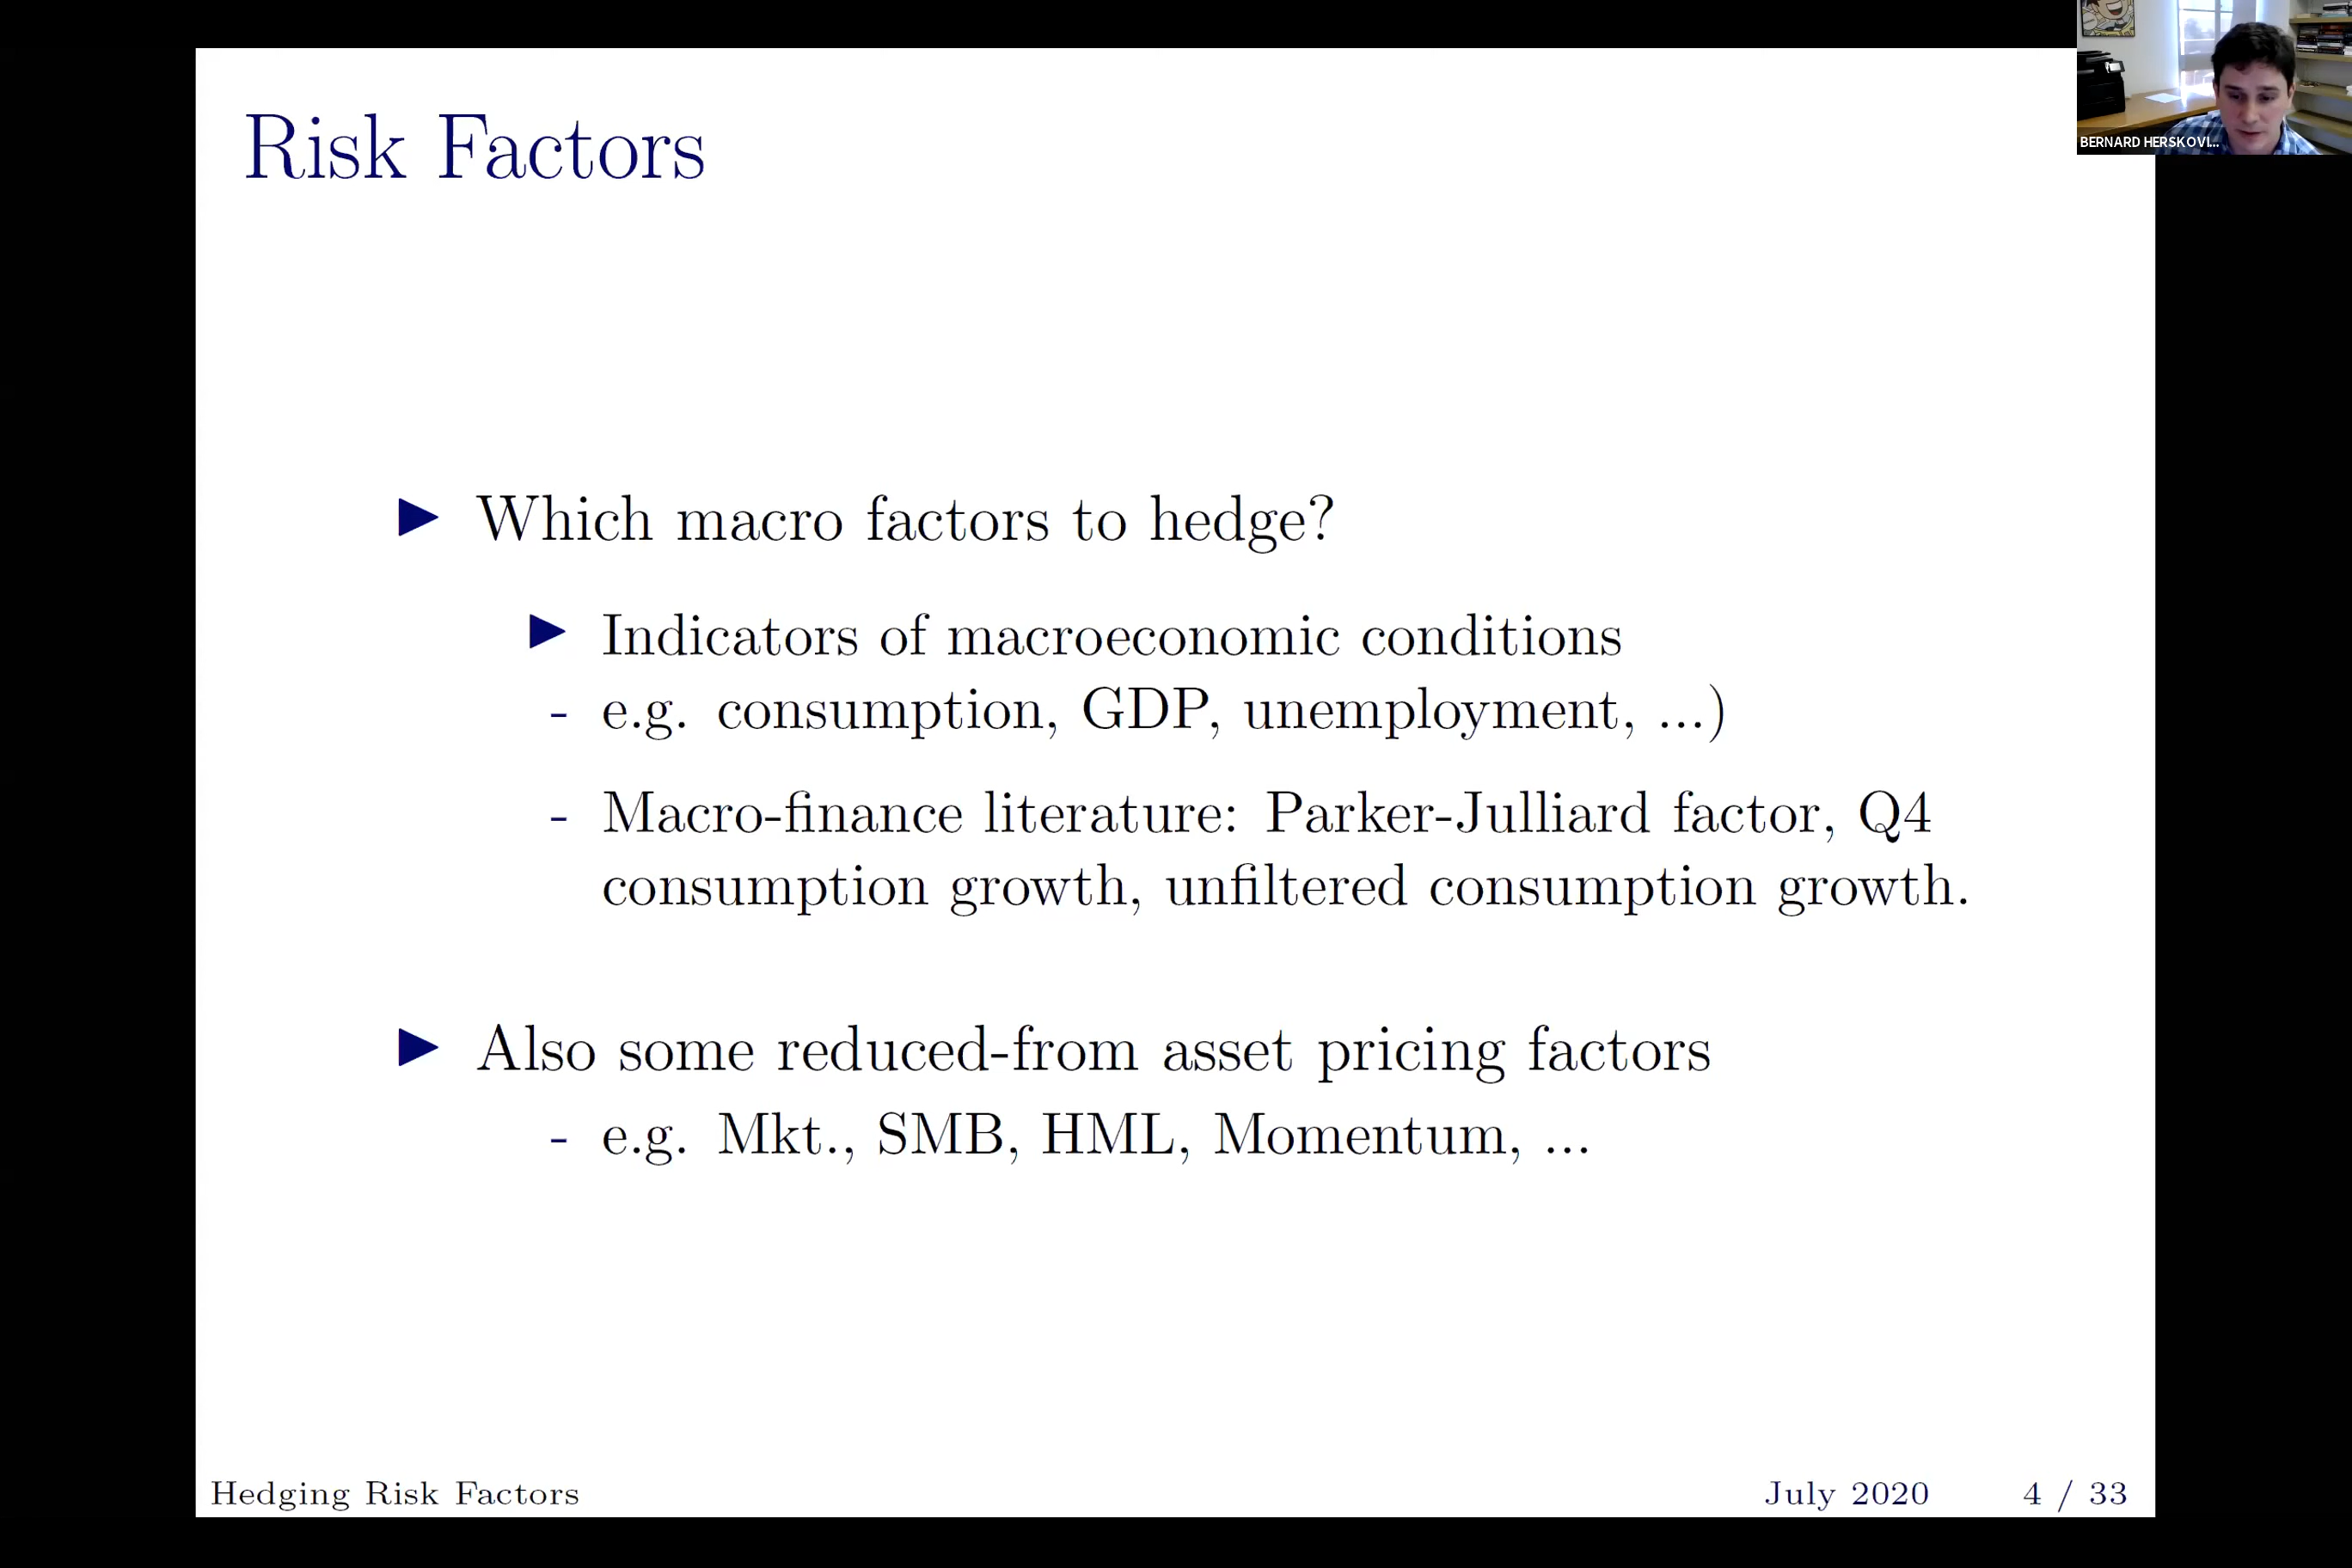 BERNARD HERSKOVI...
Risk Factors
▶ Which macro factors to hedge?
▶ Indicators of macroeconomic conditions
- e.g. consumption, GDP, unemployment, ...)
- Macro-finance literature: Parker-Julliard factor, Q4
consumption growth, unfiltered consumption growth.
▶ Also some reduced-from asset pricing factors
- e.g. Mkt., SMB, HML, Momentum, ...
Hedging Risk Factors
July 2020 4 / 33